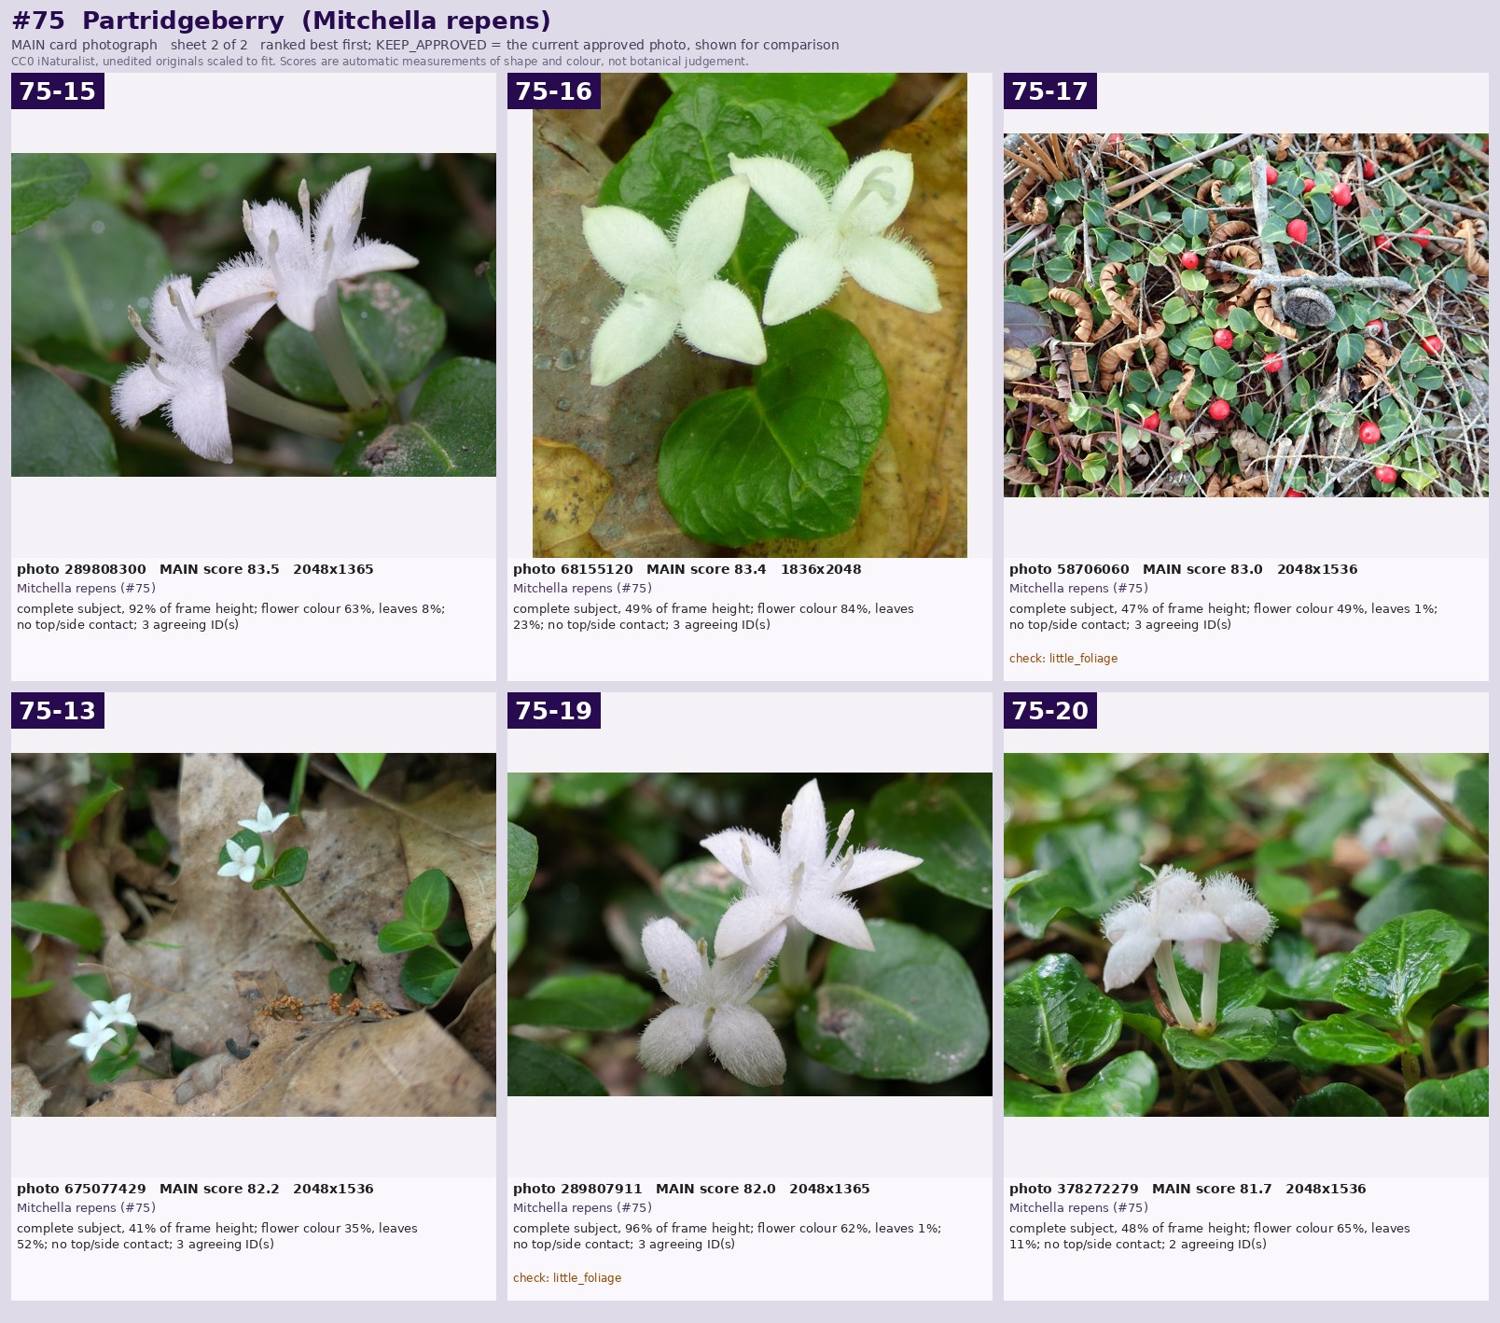 #75  Partridgeberry  (Mitchella repens)
MAIN card photograph   sheet 2 of 2   ranked best first; KEEP_APPROVED = the current approved photo, shown for comparison
CC0 iNaturalist, unedited originals scaled to fit. Scores are automatic measurements of shape and colour, not botanical judgement.
75-15
photo 289808300   MAIN score 83.5   2048x1365
Mitchella repens (#75)
complete subject, 92% of frame height; flower colour 63%, leaves 8%;
no top/side contact; 3 agreeing ID(s)
75-16
photo 68155120   MAIN score 83.4   1836x2048
Mitchella repens (#75)
complete subject, 49% of frame height; flower colour 84%, leaves
23%; no top/side contact; 3 agreeing ID(s)
75-17
photo 58706060   MAIN score 83.0   2048x1536
Mitchella repens (#75)
complete subject, 47% of frame height; flower colour 49%, leaves 1%;
no top/side contact; 3 agreeing ID(s)
check: little_foliage
75-13
photo 675077429   MAIN score 82.2   2048x1536
Mitchella repens (#75)
complete subject, 41% of frame height; flower colour 35%, leaves
52%; no top/side contact; 3 agreeing ID(s)
75-19
photo 289807911   MAIN score 82.0   2048x1365
Mitchella repens (#75)
complete subject, 96% of frame height; flower colour 62%, leaves 1%;
no top/side contact; 3 agreeing ID(s)
check: little_foliage
75-20
photo 378272279   MAIN score 81.7   2048x1536
Mitchella repens (#75)
complete subject, 48% of frame height; flower colour 65%, leaves
11%; no top/side contact; 2 agreeing ID(s)